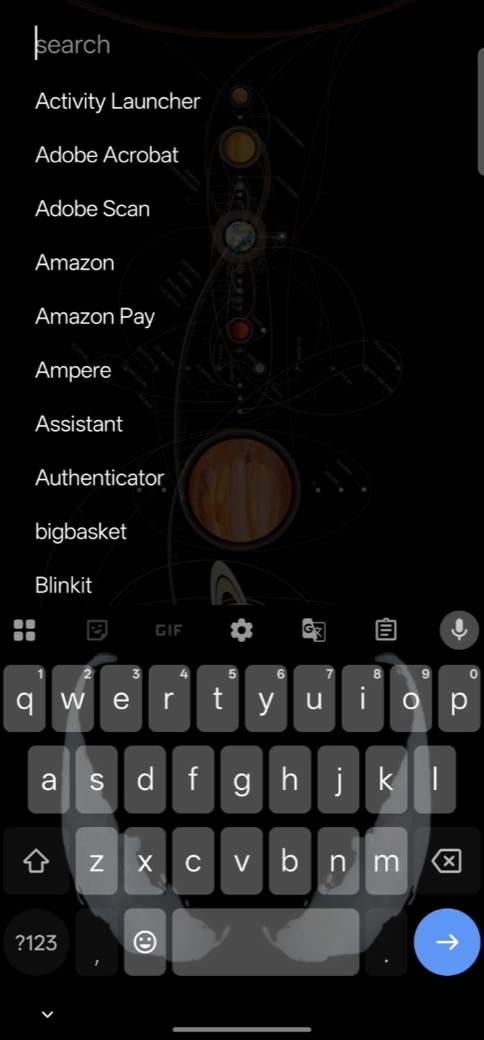 search
Activity Launcher
Adobe Acrobat
Adobe Scan
Amazon
Amazon Pay
Ampere
Assistant
Authenticator
bigbasket
Blinkit
GIF
1 2 3 4 5 6 7 8 9 0
q w e r t y u i o p
a s d f g h j k l
z x c v b n m
?123 , .